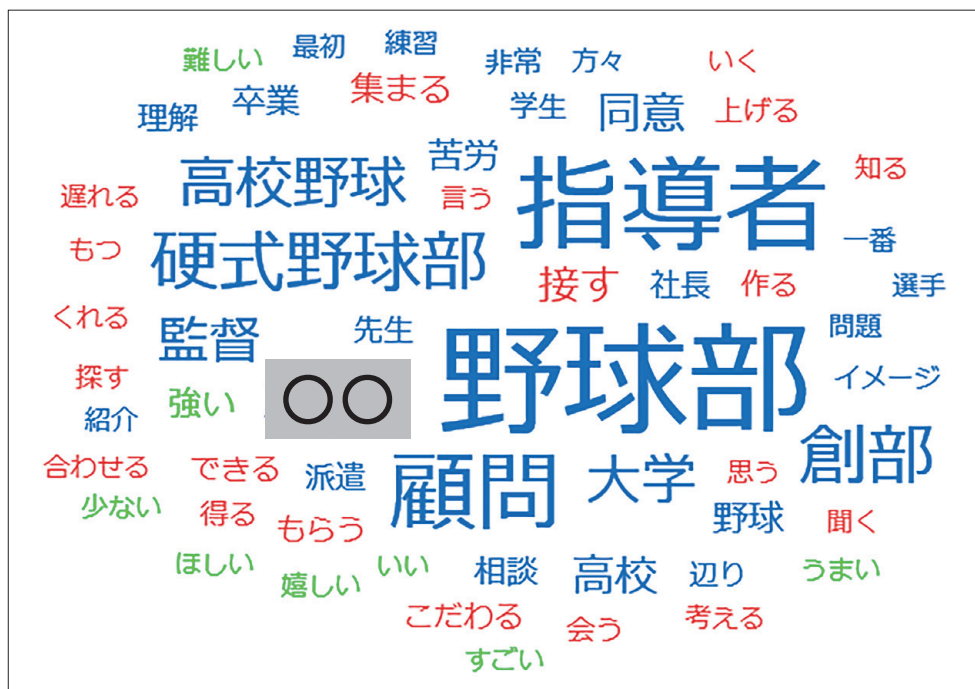 難しい
最初
練習
非常
方々
いく
理解
卒業
集まる
学生
同意
上げる
高校野球
苦労
指導者
知る
遅れる
言う
もつ
硬式野球部
接す
社長
作る
一番
選手
くれる
監督
先生
野球部
問題
探す
強い
〇〇
イメージ
紹介
創部
合わせる
できる
派遣
顧問
大学
思う
少ない
得る
もらう
野球
聞く
ほしい
嬉しい
いい
相談
高校
辺り
うまい
こだわる
会う
考える
すごい